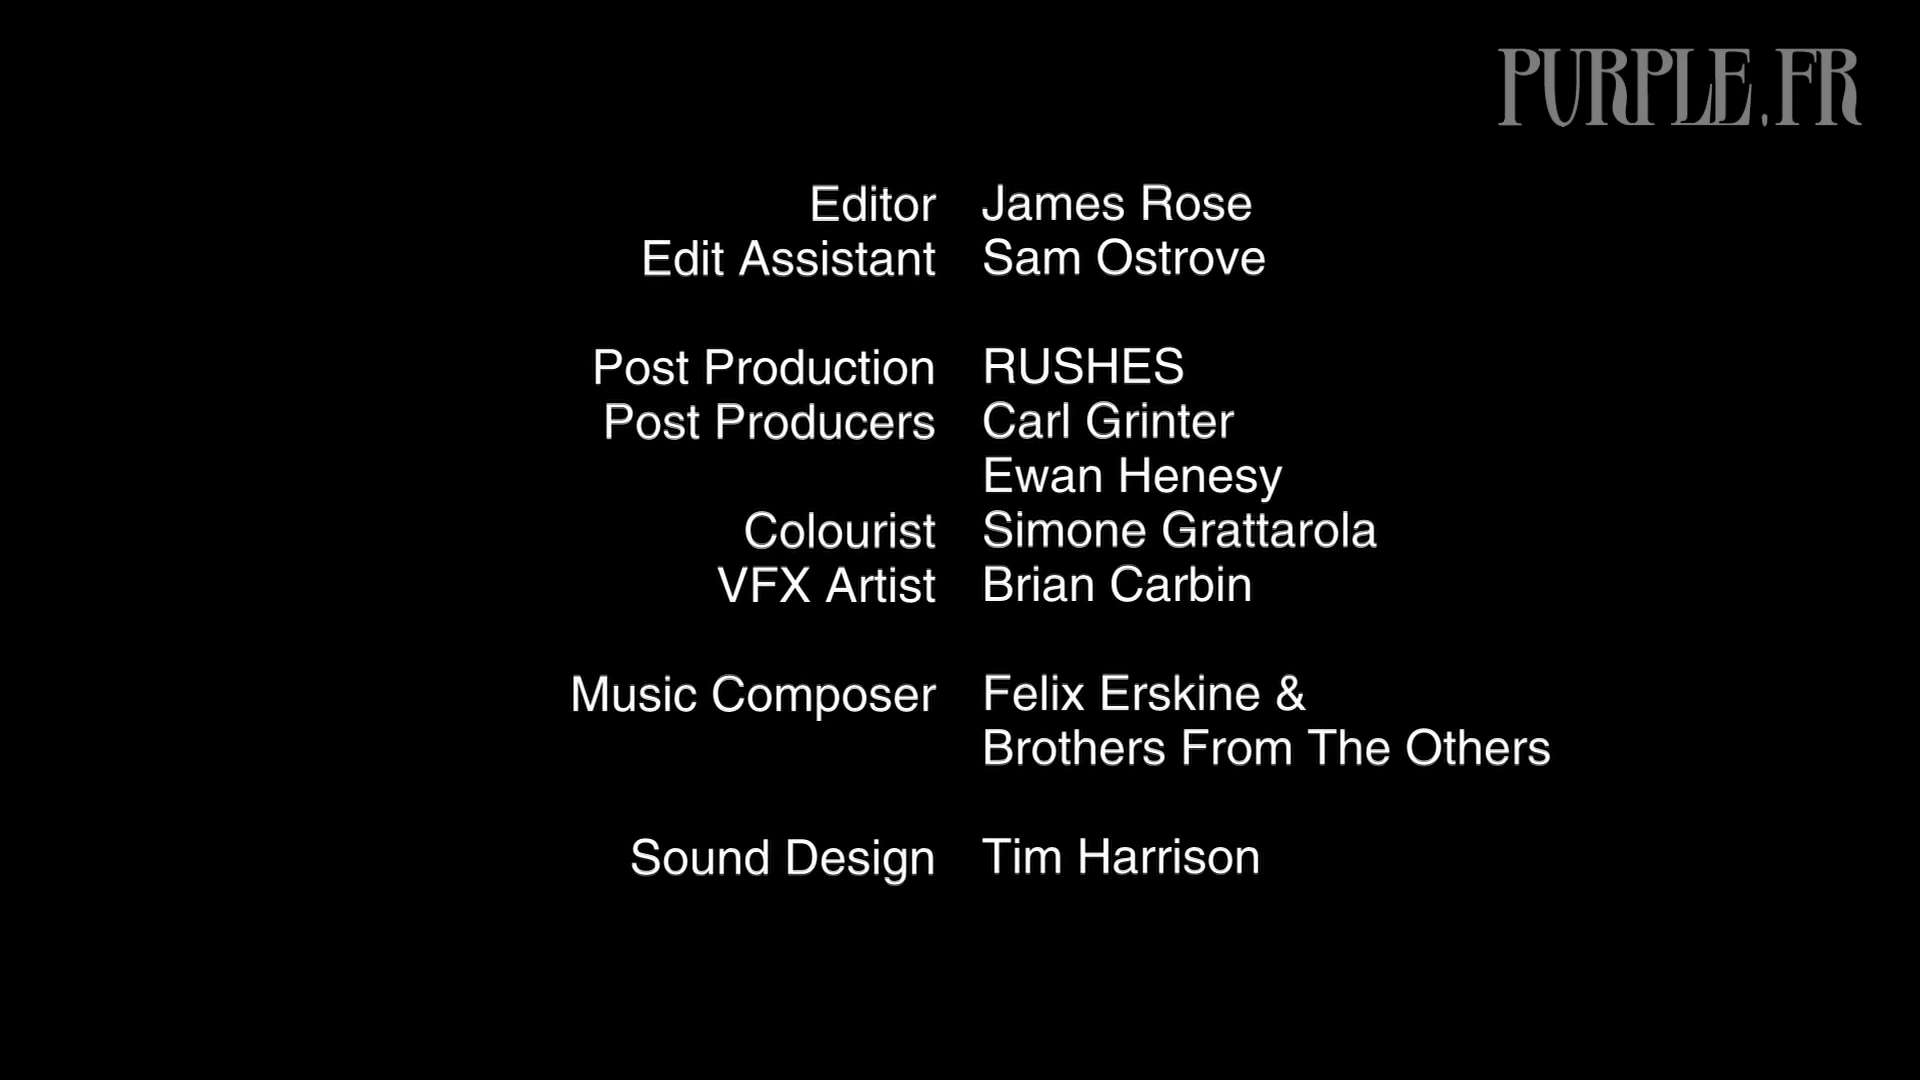 PURPLE.FR
Editor James Rose
Edit Assistant Sam Ostrove
Post Production RUSHES
Post Producers Carl Grinter
Ewan Henesy
Colourist Simone Grattarola
VFX Artist Brian Carbin
Music Composer Felix Erskine &
Brothers From The Others
Sound Design Tim Harrison